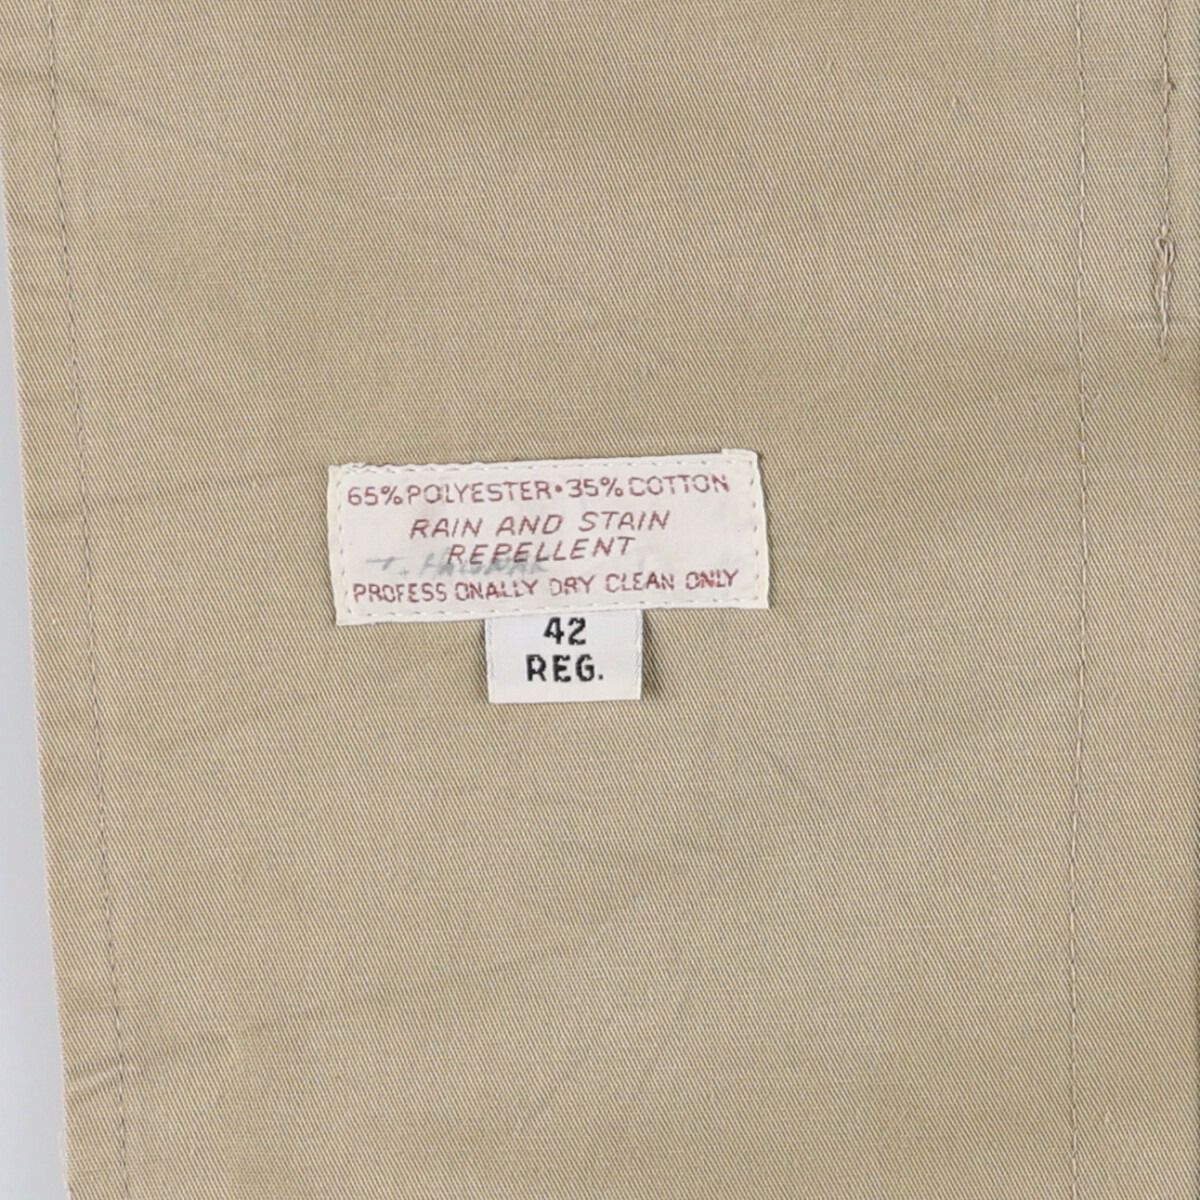 65% POLYESTER • 35% COTTON
RAIN AND STAIN
REPELLENT
PROFESS ONALLY DRY CLEAN ONLY
42
REG.